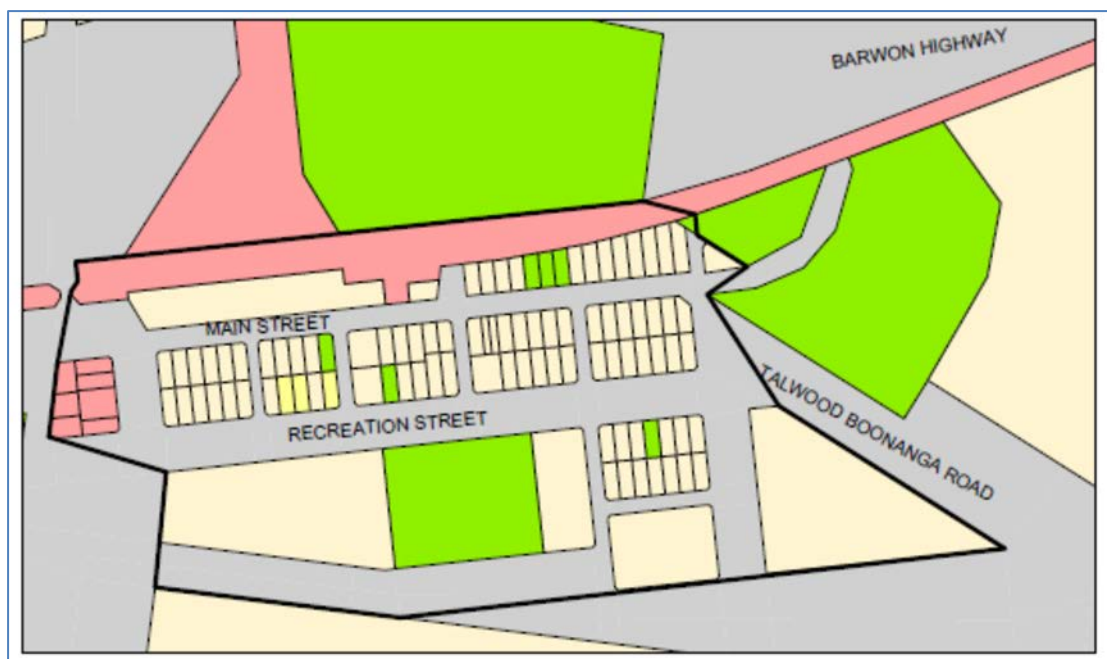 BARWON HIGHWAY
MAIN STREET
TALWOOD BOONANGA ROAD
RECREATION STREET